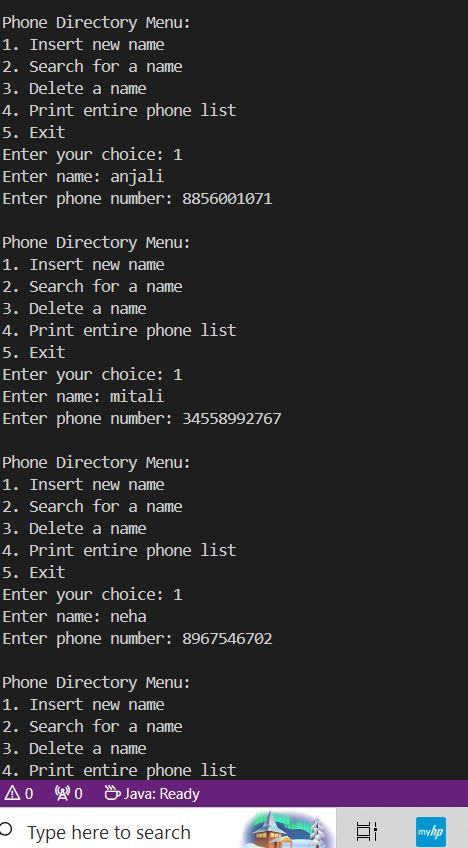 Phone Directory Menu:
1. Insert new name
2. Search for a name
3. Delete a name
4. Print entire phone list
5. Exit
Enter your choice: 1
Enter name: anjali
Enter phone number: 8856001071
Phone Directory Menu:
1. Insert new name
2. Search for a name
3. Delete a name
4. Print entire phone list
5. Exit
Enter your choice: 1
Enter name: mitali
Enter phone number: 34558992767
Phone Directory Menu:
1. Insert new name
2. Search for a name
3. Delete a name
4. Print entire phone list
5. Exit
Enter your choice: 1
Enter name: neha
Enter phone number: 8967546702
Phone Directory Menu:
1. Insert new name
2. Search for a name
3. Delete a name
4. Print entire phone list
0 0 Java: Ready
Type here to search myhp